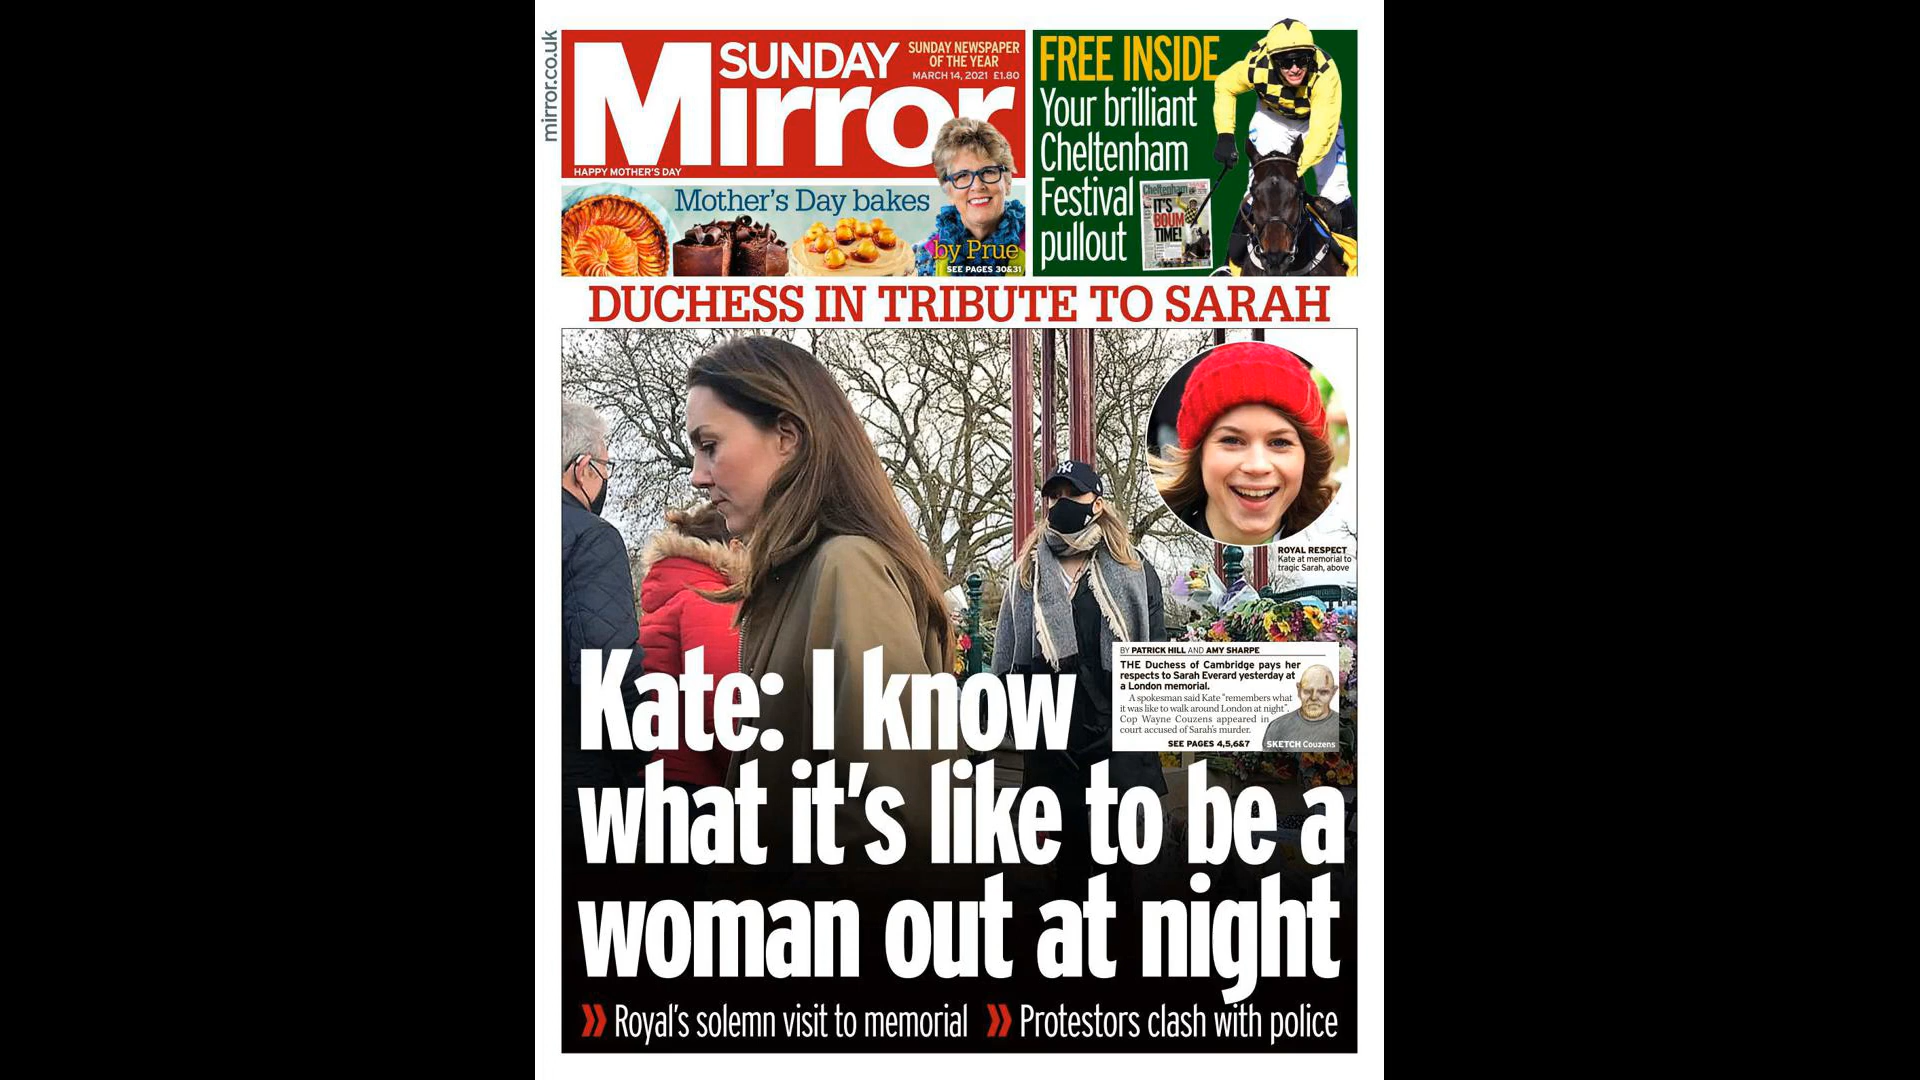 mirror.co.uk
SUNDAY
Mirror
SUNDAY NEWSPAPER
OF THE YEAR
MARCH 14, 2021 £1.80
HAPPY MOTHER'S DAY
Mother's Day bakes
by Prue
SEE PAGES 30&31
FREE INSIDE
Your brilliant
Cheltenham
Festival
pullout
Cheltenham
IT'S
BOUM
TIME!
DUCHESS IN TRIBUTE TO SARAH
NY
ROYAL RESPECT
Kate at memorial to
tragic Sarah, above
BY PATRICK HILL AND AMY SHARPE
THE Duchess of Cambridge pays her
respects to Sarah Everard yesterday at
a London memorial.
A spokesman said Kate "remembers what
it was like to walk around London at night".
Cop Wayne Couzens appeared in
court accused of Sarah's murder.
SEE PAGES 4,5,6&7
SKETCH Couzens
Kate: I know
what it's like to be a
woman out at night
Royal's solemn visit to memorial
Protestors clash with police